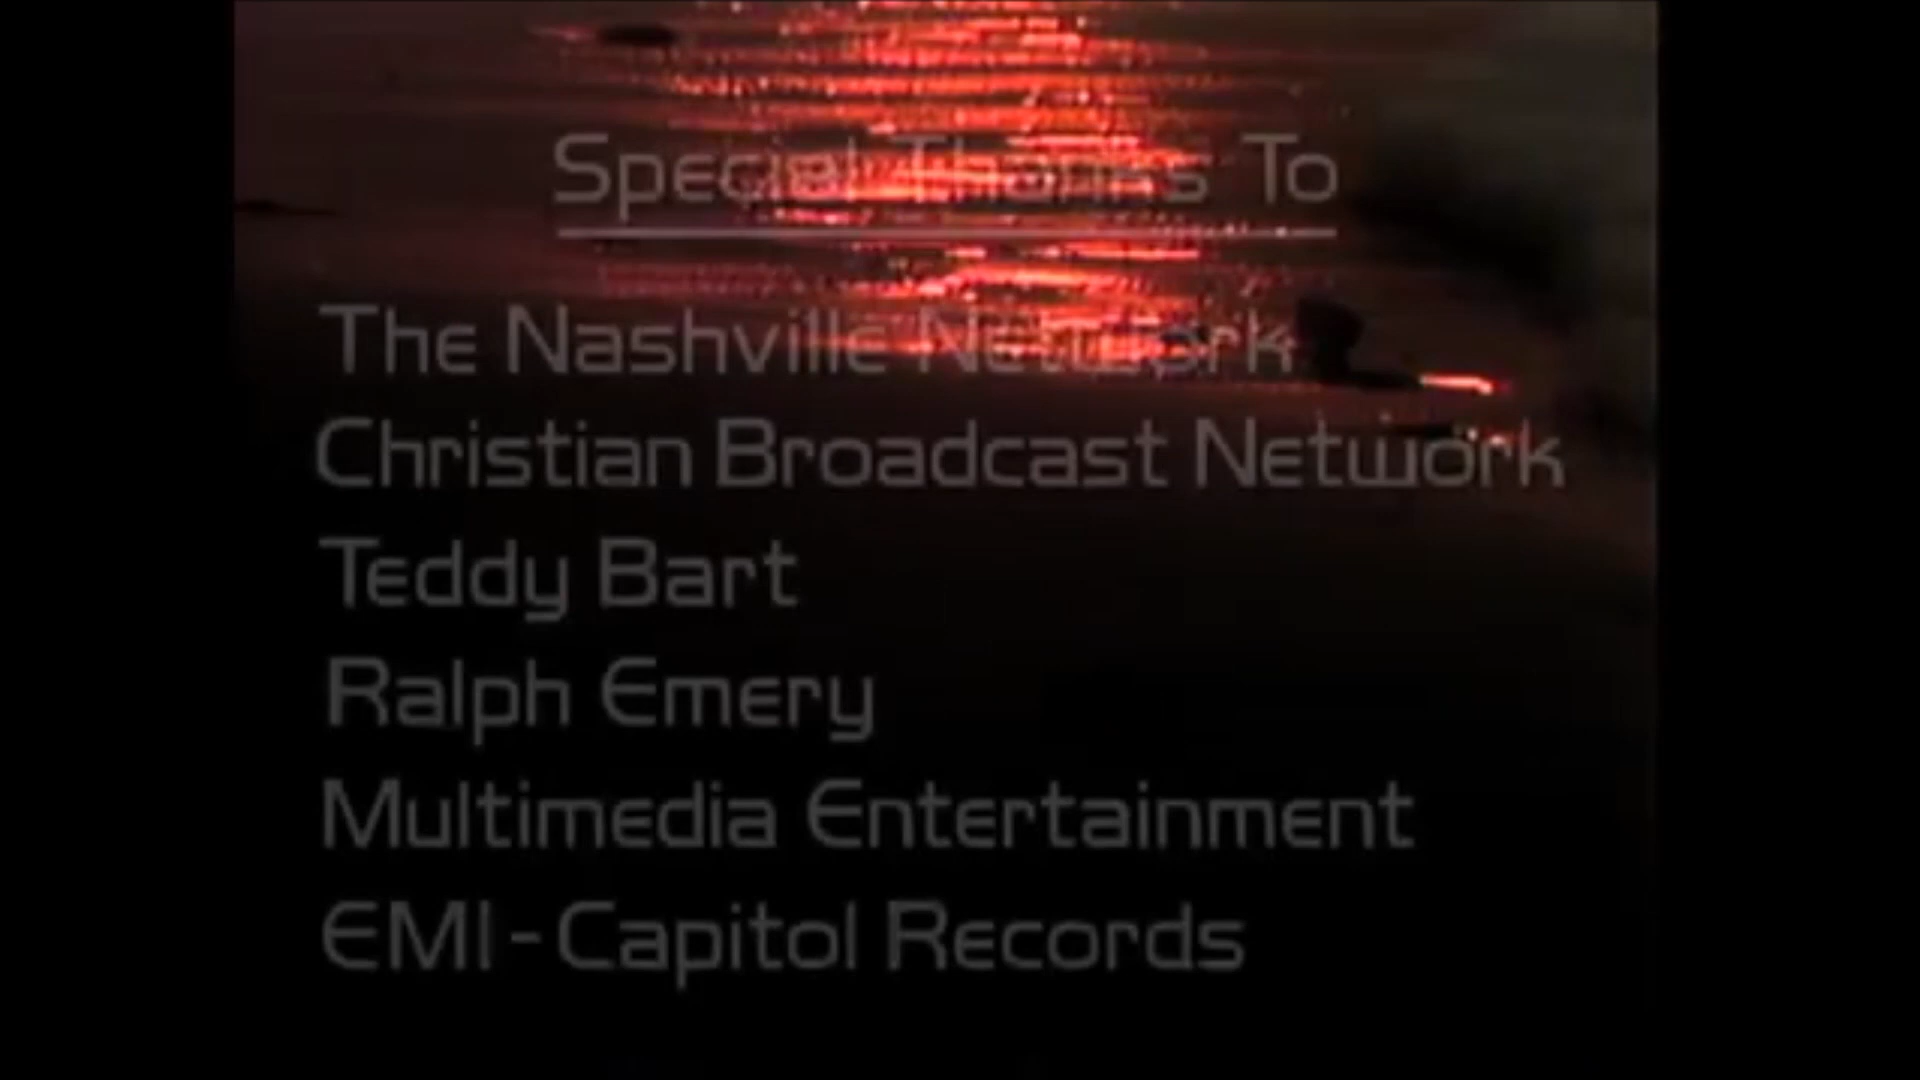 Special Thanks To
The Nashville Network
Christian Broadcast Network
Teddy Bart
Ralph Emery
Multimedia Entertainment
EMI - Capitol Records